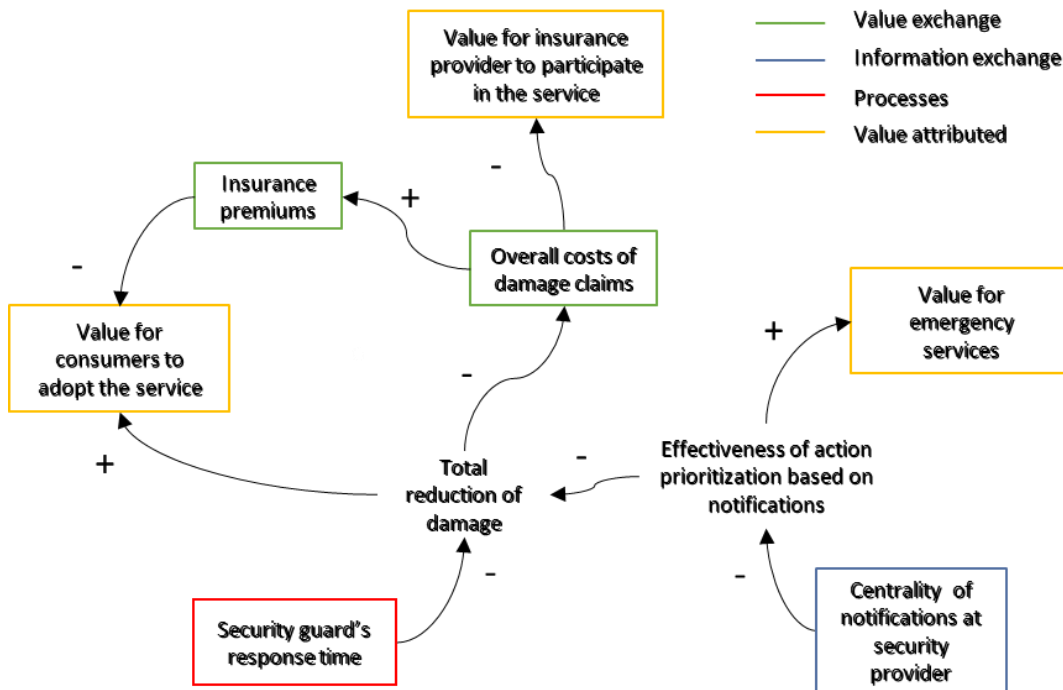 Value for insurance
provider to participate
in the service
Value exchange
Information exchange
Processes
Value attributed
-
+
Insurance
premiums
-
Overall costs of
damage claims
Value for
consumers to
adopt the service
+
Value for
emergency
services
-
+
Total
reduction of
damage
-
Effectiveness of action
prioritization based on
notifications
-
-
Security guard's
response time
Centrality of
notifications at
security
provider